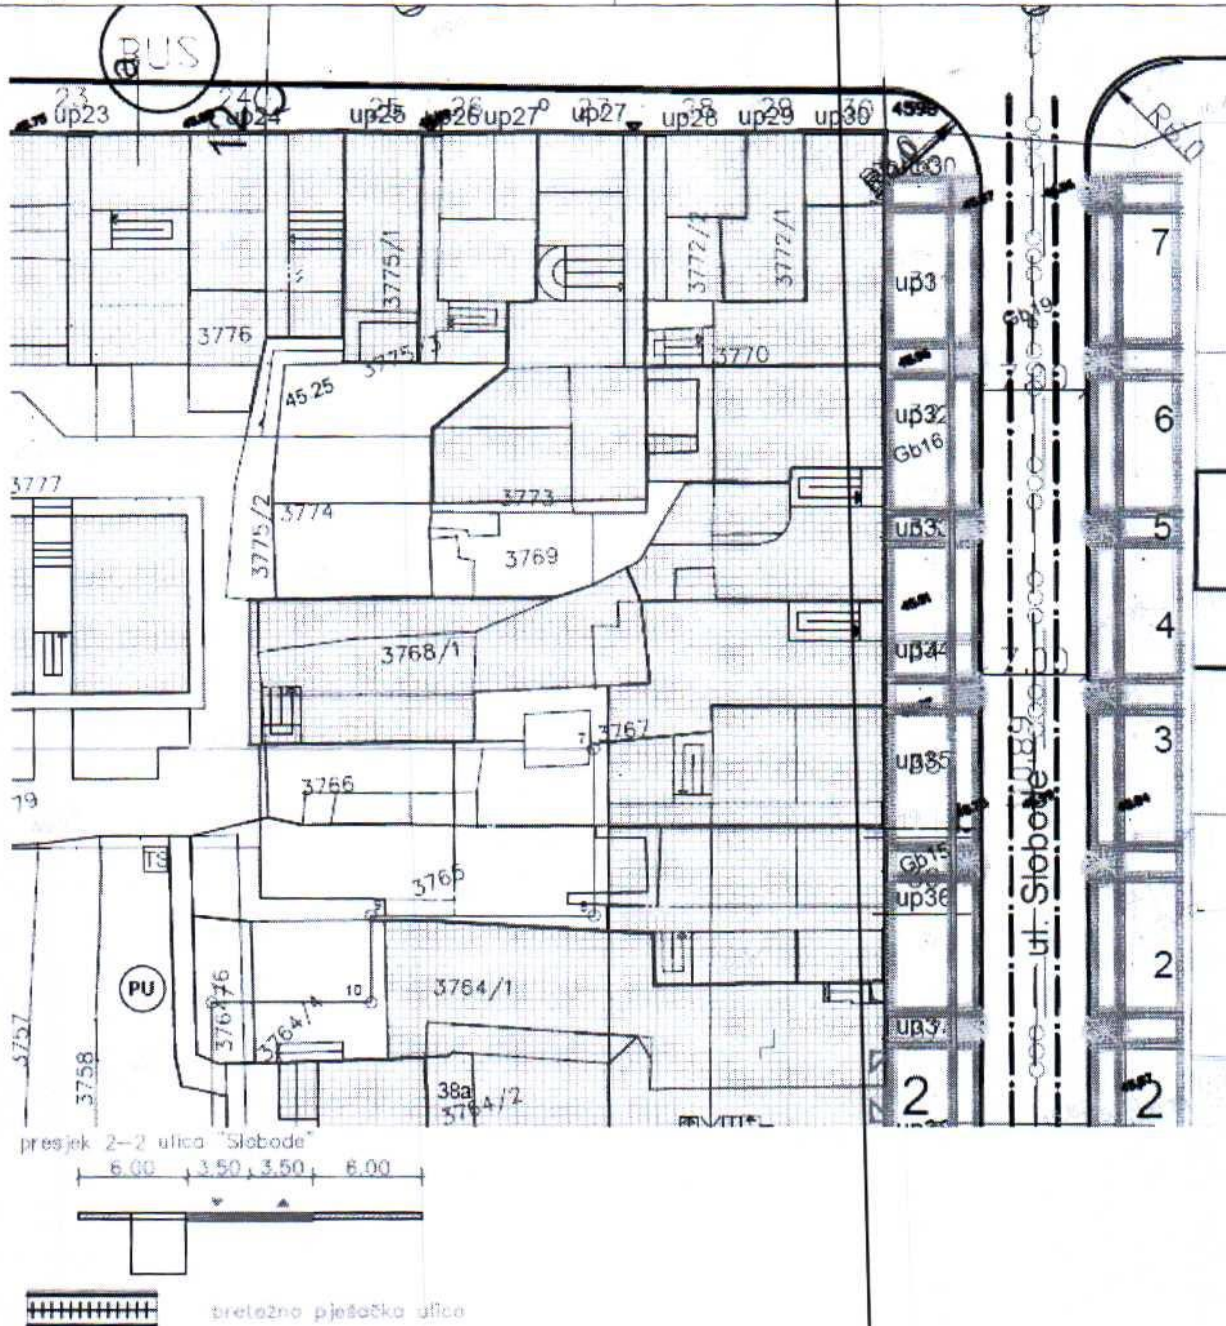 BUS
23 24 25 26 27 28 29 30
up23 up24 up25 up26 up27 up27 up28 up29 up30
3775/1
3772/2
3772/1
up31
7
Gb19
3776
3775/3
3770
45.25
up32
6
Gb16
3777
3775/2
3774
3773
3769
up33
5
4
3768/1
up34
7.00
3767
7
up35
3
3766
19
TS
3765
Gb15
up36
ul. Slobode
2
PU
10
3764/1
3764/4
up37
3757
3758
38a
3764/2
2
2
presjek 2-2 ulica "Slobode"
6.00 3.50 3.50 6.00
pretežno pješačka ulica